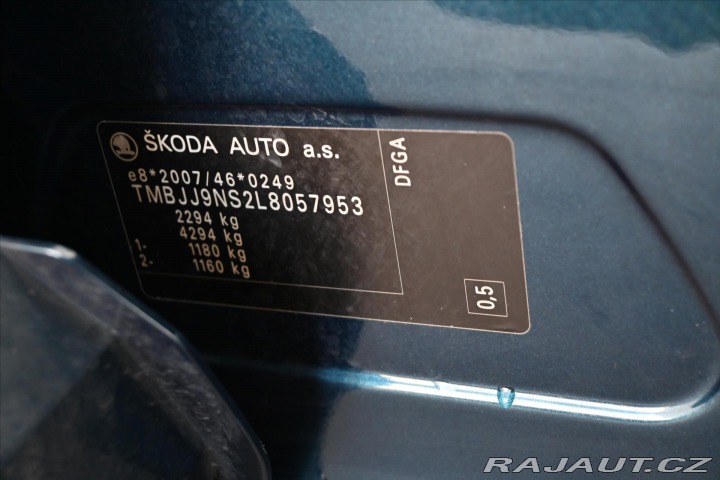 ŠKODA AUTO a.s.
e8*2007/46*0249
TMBJJ9NS2L8057953
2294 kg
4294 kg
1- 1180 kg
2- 1160 kg
DFGA
0,5
RAJAUT.CZ